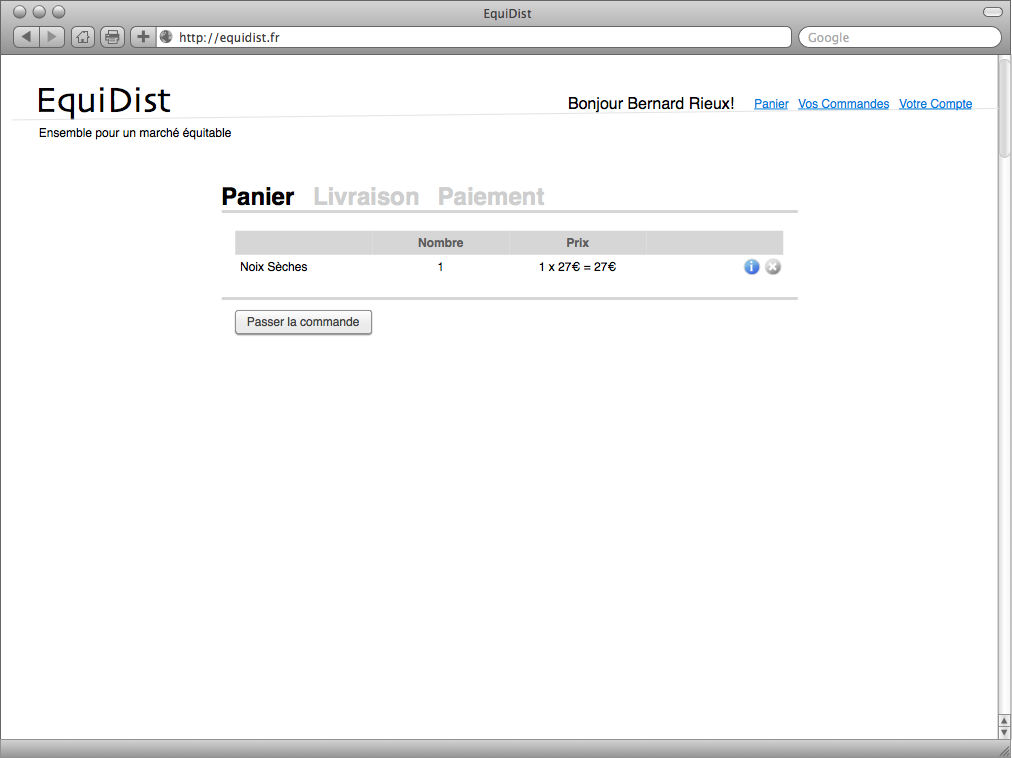 EquiDist
http://equidist.fr
Google
EquiDist
Bonjour Bernard Rieux! Panier Vos Commandes Votre Compte
Ensemble pour un marché équitable
Panier Livraison Paiement
Nombre Prix
Noix Sèches 1 1 x 27€ = 27€
Passer la commande